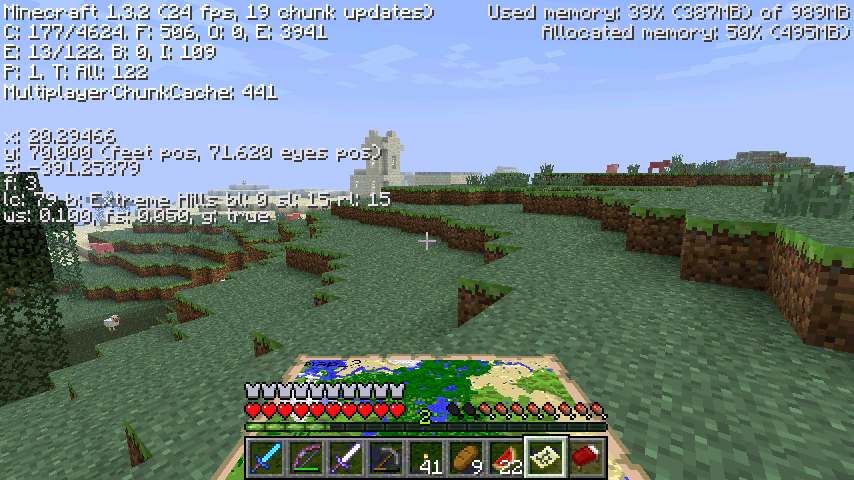 Minecraft 1.3.2 (24 fps, 19 chunk updates)
Used memory: 39% (387MB) of 989MB
C: 177/4624, F: 506, O: 0, E: 3941
Allocated memory: 50% (495MB)
E: 13/122, B: 0, I: 109
P: 1, T: All: 122
MultiplayerChunkCache: 441
x: 20.29466
y: 70.000 (feet pos, 71.620 eyes pos)
z: -391.25379
f: 3
lc: 79 b: Extreme Hills bl: 0 sl: 15 rl: 15
ws: 0.100, fs: 0.050, g: true
2
41 9 22